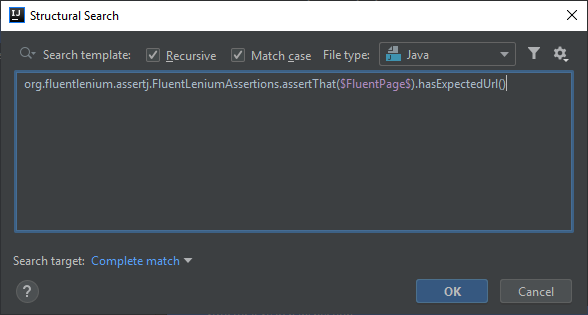 IJ Structural Search
Search template: Recursive Match case File type: Java
org.fluentlenium.assertj.FluentLeniumAssertions.assertThat($FluentPage$).hasExpectedUrl()
Search target: Complete match
? OK Cancel